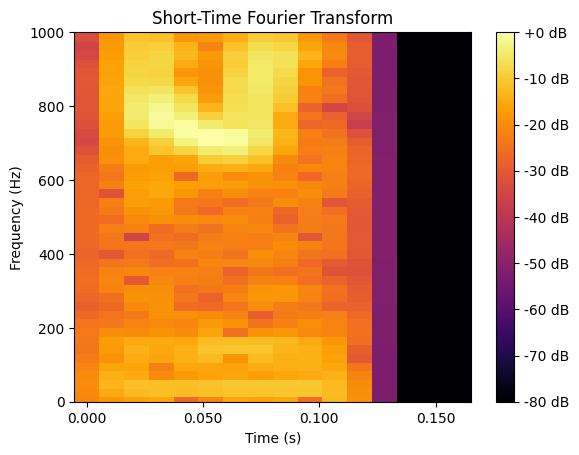 Short-Time Fourier Transform
1000
800
600
400
200
0
Frequency (Hz)
0.000
0.050
0.100
0.150
Time (s)
+0 dB
-10 dB
-20 dB
-30 dB
-40 dB
-50 dB
-60 dB
-70 dB
-80 dB